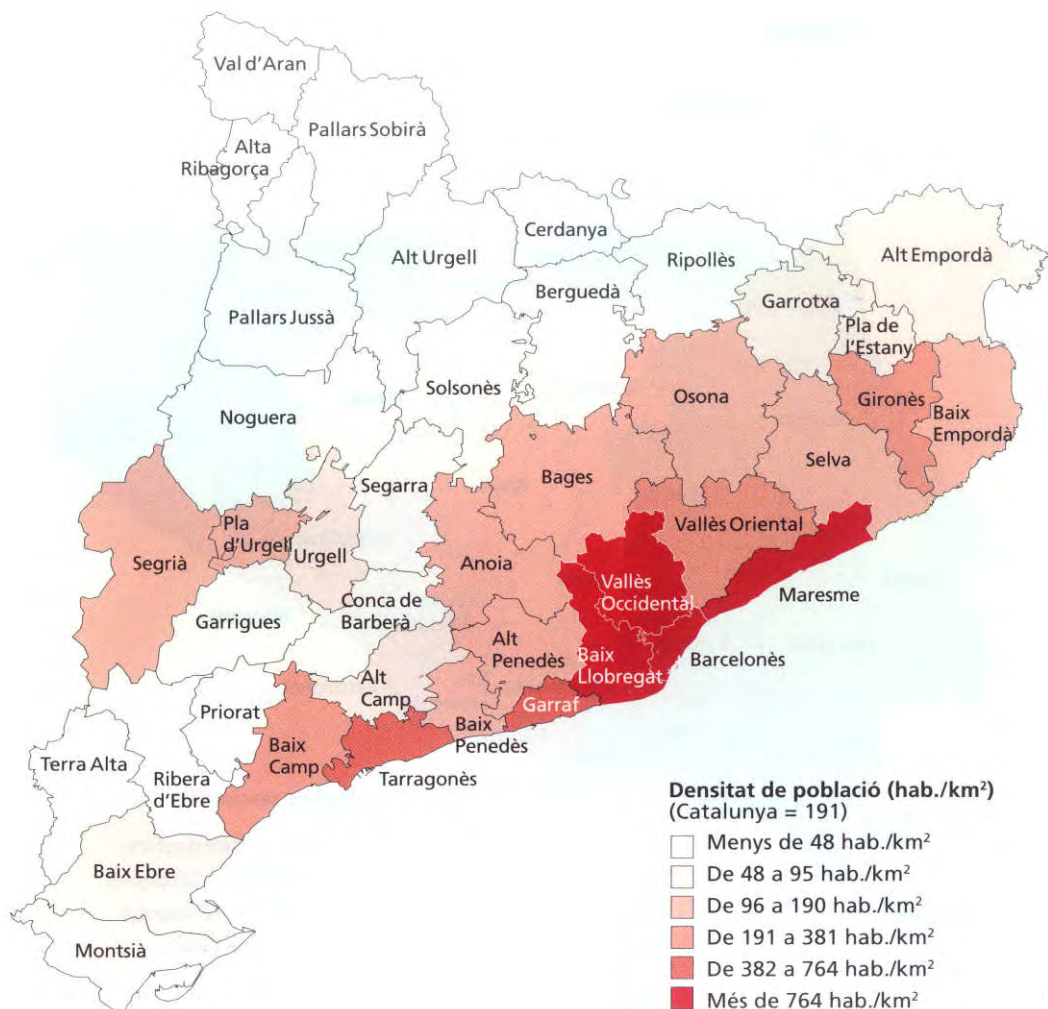 Val d'Aran
Pallars Sobirà
Alta
Ribagorça
Cerdanya
Alt Urgell
Ripollès
Alt Empordà
Berguedà
Garrotxa
Pallars Jussà
Pla de
l'Estany
Solsonès
Osona
Gironès
Noguera
Baix
Empordà
Selva
Bages
Segarra
Vallès Oriental
Pla
d'Urgell
Urgell
Segrià
Anoia
Vallès
Occidental
Maresme
Conca de
Barberà
Garrigues
Alt
Penedès
Baix
Llobregat
Barcelonès
Alt
Camp
Garraf
Priorat
Baix
Penedès
Baix
Camp
Terra Alta
Ribera
d'Ebre
Tarragonès
Baix Ebre
Montsià
Densitat de població (hab./km²)
(Catalunya = 191)
Menys de 48 hab./km²
De 48 a 95 hab./km²
De 96 a 190 hab./km²
De 191 a 381 hab./km²
De 382 a 764 hab./km²
Més de 764 hab./km²